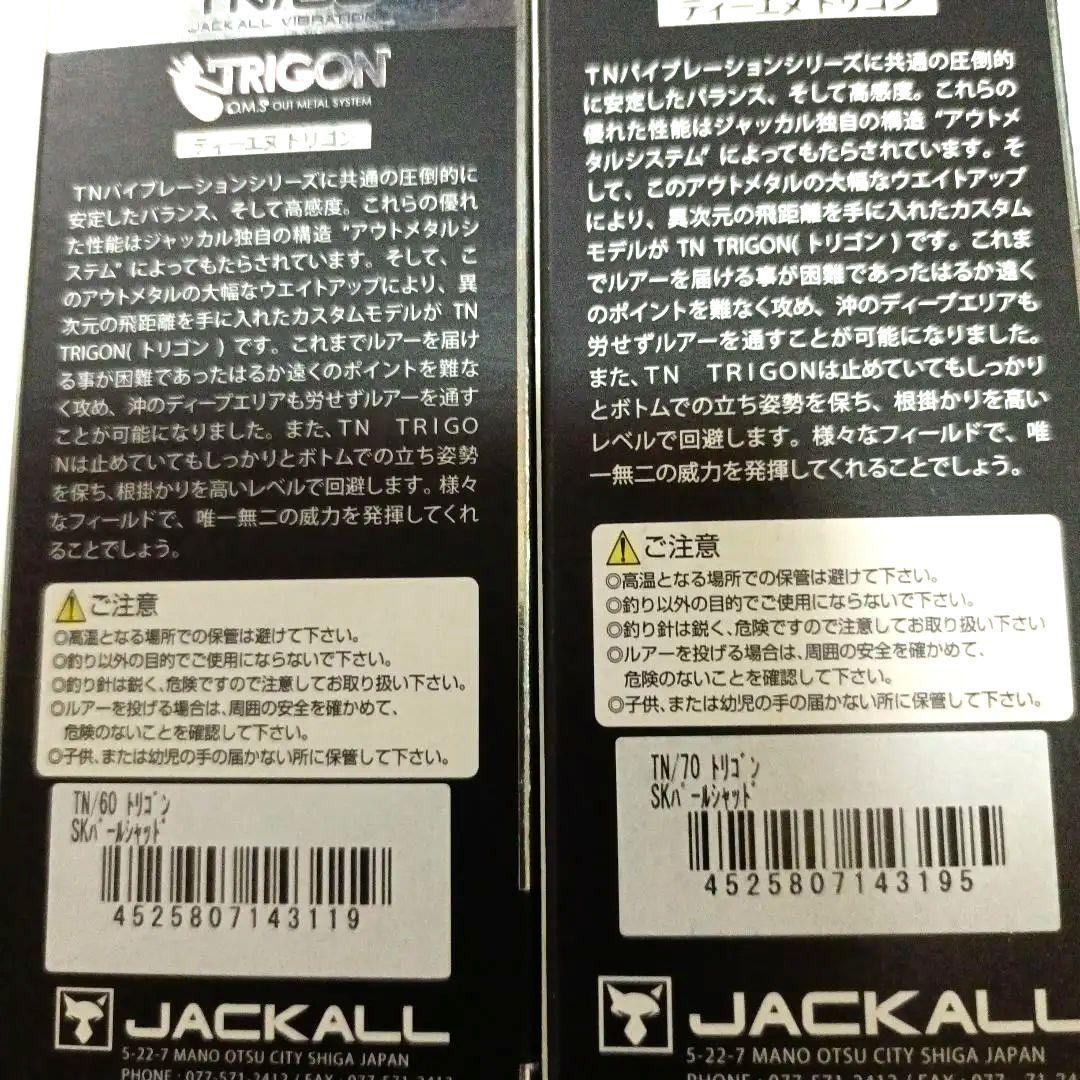 JACKALL VIBRATION
TRIGON
O.M.S OUT METAL SYSTEM
ティーエヌ トリゴン
TNバイブレーションシリーズに共通の圧倒的に
安定したバランス、そして高感度。これらの優れ
た性能はジャッカル独自の構造 “アウトメタルシ
ステム” によってもたらされています。そして、こ
のアウトメタルの大幅なウエイトアップにより、異
次元の飛距離を手に入れたカスタムモデルが TN
TRIGON( トリゴン ) です。これまでルアーを届け
る事が困難であったはるか遠くのポイントを難な
く攻め、沖のディープエリアも労せずルアーを通す
ことが可能になりました。また、TN TRIGO
Nは止めていてもしっかりとボトムでの立ち姿勢
を保ち、根掛かりを高いレベルで回避します。様々
なフィールドで、唯一無二の威力を発揮してくれ
ることでしょう。
ご注意
◎高温となる場所での保管は避けて下さい。
◎釣り以外の目的でご使用にならないで下さい。
◎釣り針は鋭く、危険ですので注意してお取り扱い下さい。
◎ルアーを投げる場合は、周囲の安全を確かめて、
危険のないことを確認して下さい。
◎子供、または幼児の手の届かない所に保管して下さい。
TN/60 トリゴン
SKパールシャッド
4525807143119
JACKALL
5-22-7 MANO OTSU CITY SHIGA JAPAN
PHONE : 077-571-2412 / FAX : 077-571-2413
ティーエヌ トリゴン
TNバイブレーションシリーズに共通の圧倒的
に安定したバランス、そして高感度。これらの
優れた性能はジャッカル独自の構造 “アウトメ
タルシステム” によってもたらされています。そ
して、このアウトメタルの大幅なウエイトアップ
により、異次元の飛距離を手に入れたカスタム
モデルが TN TRIGON( トリゴン ) です。これま
でルアーを届ける事が困難であったはるか遠く
のポイントを難なく攻め、沖のディープエリアも
労せずルアーを通すことが可能になりました。
また、TN TRIGONは止めていてもしっかり
とボトムでの立ち姿勢を保ち、根掛かりを高い
レベルで回避します。様々なフィールドで、唯
一無二の威力を発揮してくれることでしょう。
ご注意
◎高温となる場所での保管は避けて下さい。
◎釣り以外の目的でご使用にならないで下さい。
◎釣り針は鋭く、危険ですので注意してお取り扱い下さい
◎ルアーを投げる場合は、周囲の安全を確かめて、
危険のないことを確認して下さい。
◎子供、または幼児の手の届かない所に保管して下さい。
TN/70 トリゴン
SKパールシャッド
4525807143195
JACKALL
5-22-7 MANO OTSU CITY SHIGA JAPAN